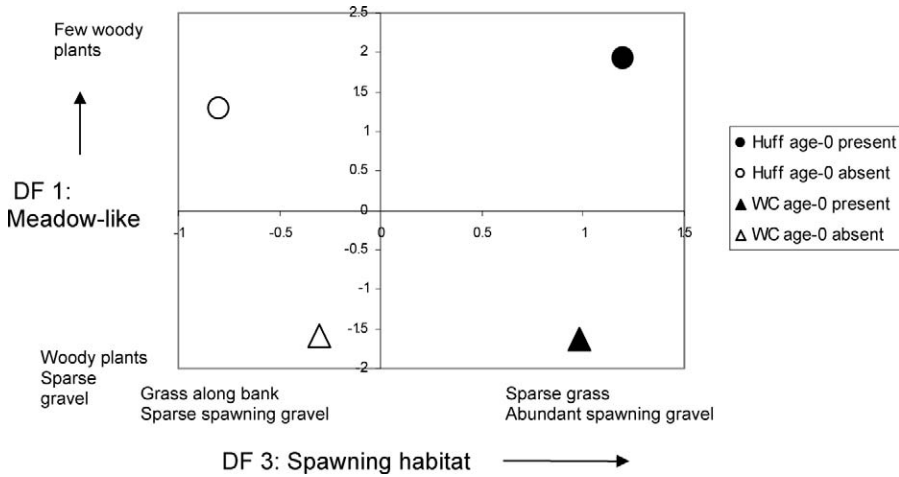 Few woody
plants
DF 1:
Meadow-like
Woody plants
Sparse
gravel
2.5
2
1.5
1
0.5
0
-0.5
-1
-1.5
-2
-1
-0.5
0
0.5
1
1.5
Huff age-0 present
Huff age-0 absent
WC age-0 present
WC age-0 absent
Grass along bank
Sparse spawning gravel
Sparse grass
Abundant spawning gravel
DF 3: Spawning habitat